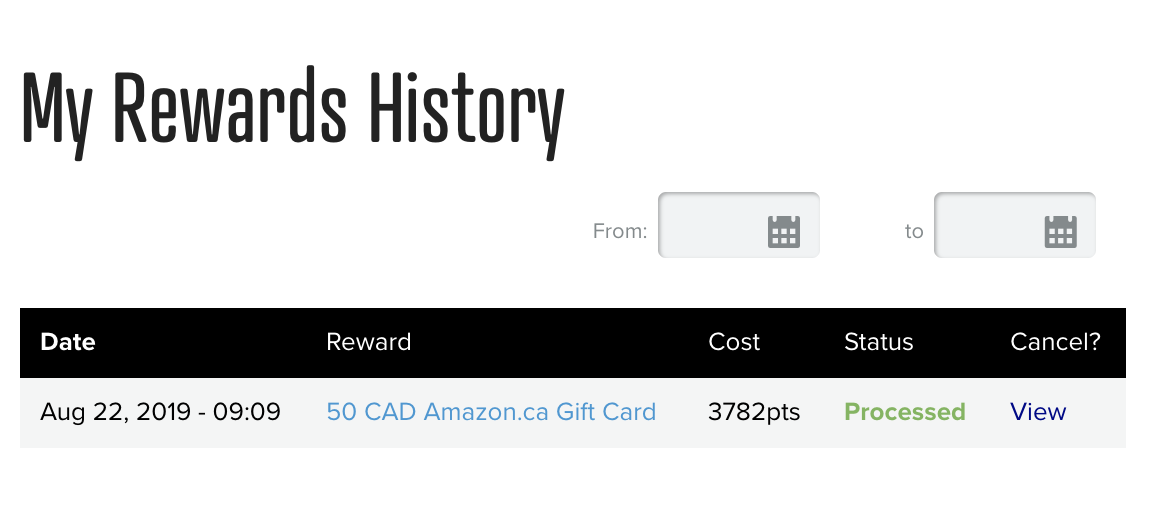 My Rewards History
From: to
Date Reward Cost Status Cancel?
Aug 22, 2019 - 09:09 50 CAD Amazon.ca Gift Card 3782pts Processed View